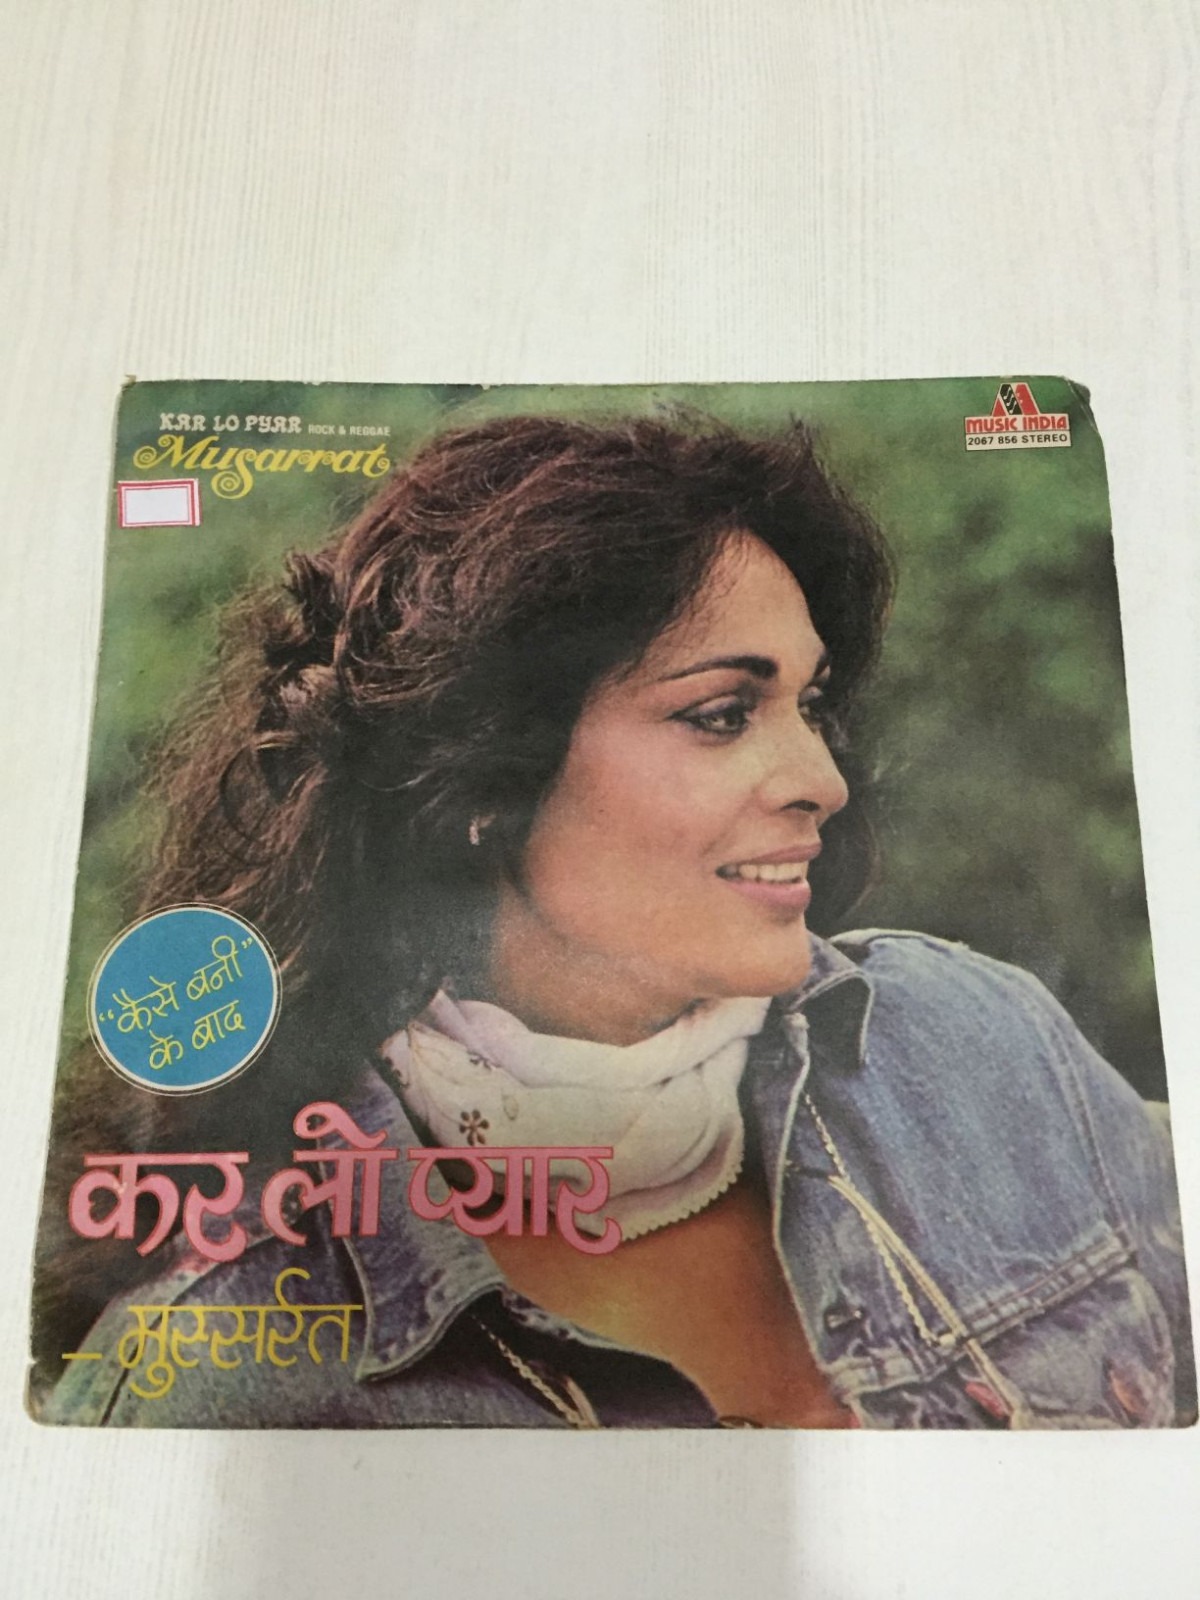 KAR LO PYAR ROCK & REGGAE
Musarrat
MUSIC INDIA
2067 856 STEREO
“कैसे बनी”
के बाद
कर लो प्यार
– मुस्सर्रत